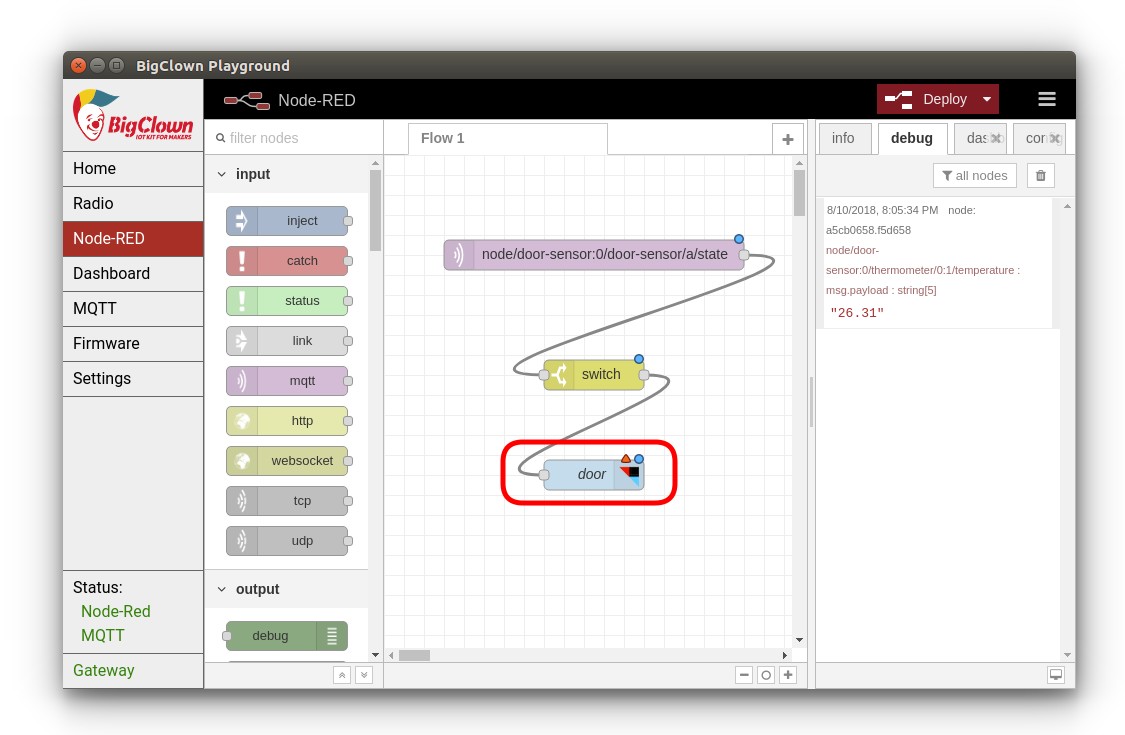 BigClown Playground
BigClown
IOT KIT FOR MAKERS
Home
Radio
Node-RED
Dashboard
MQTT
Firmware
Settings
Status:
Node-Red
MQTT
Gateway
Node-RED
Deploy
filter nodes
input
inject
catch
status
link
mqtt
http
websocket
tcp
udp
output
debug
Flow 1
node/door-sensor:0/door-sensor/a/state
switch
door
info
debug
das
con
all nodes
8/10/2018, 8:05:34 PM node:
a5cb0658.f5d658
node/door-
sensor:0/thermometer/0:1/temperature :
msg.payload : string[5]
"26.31"